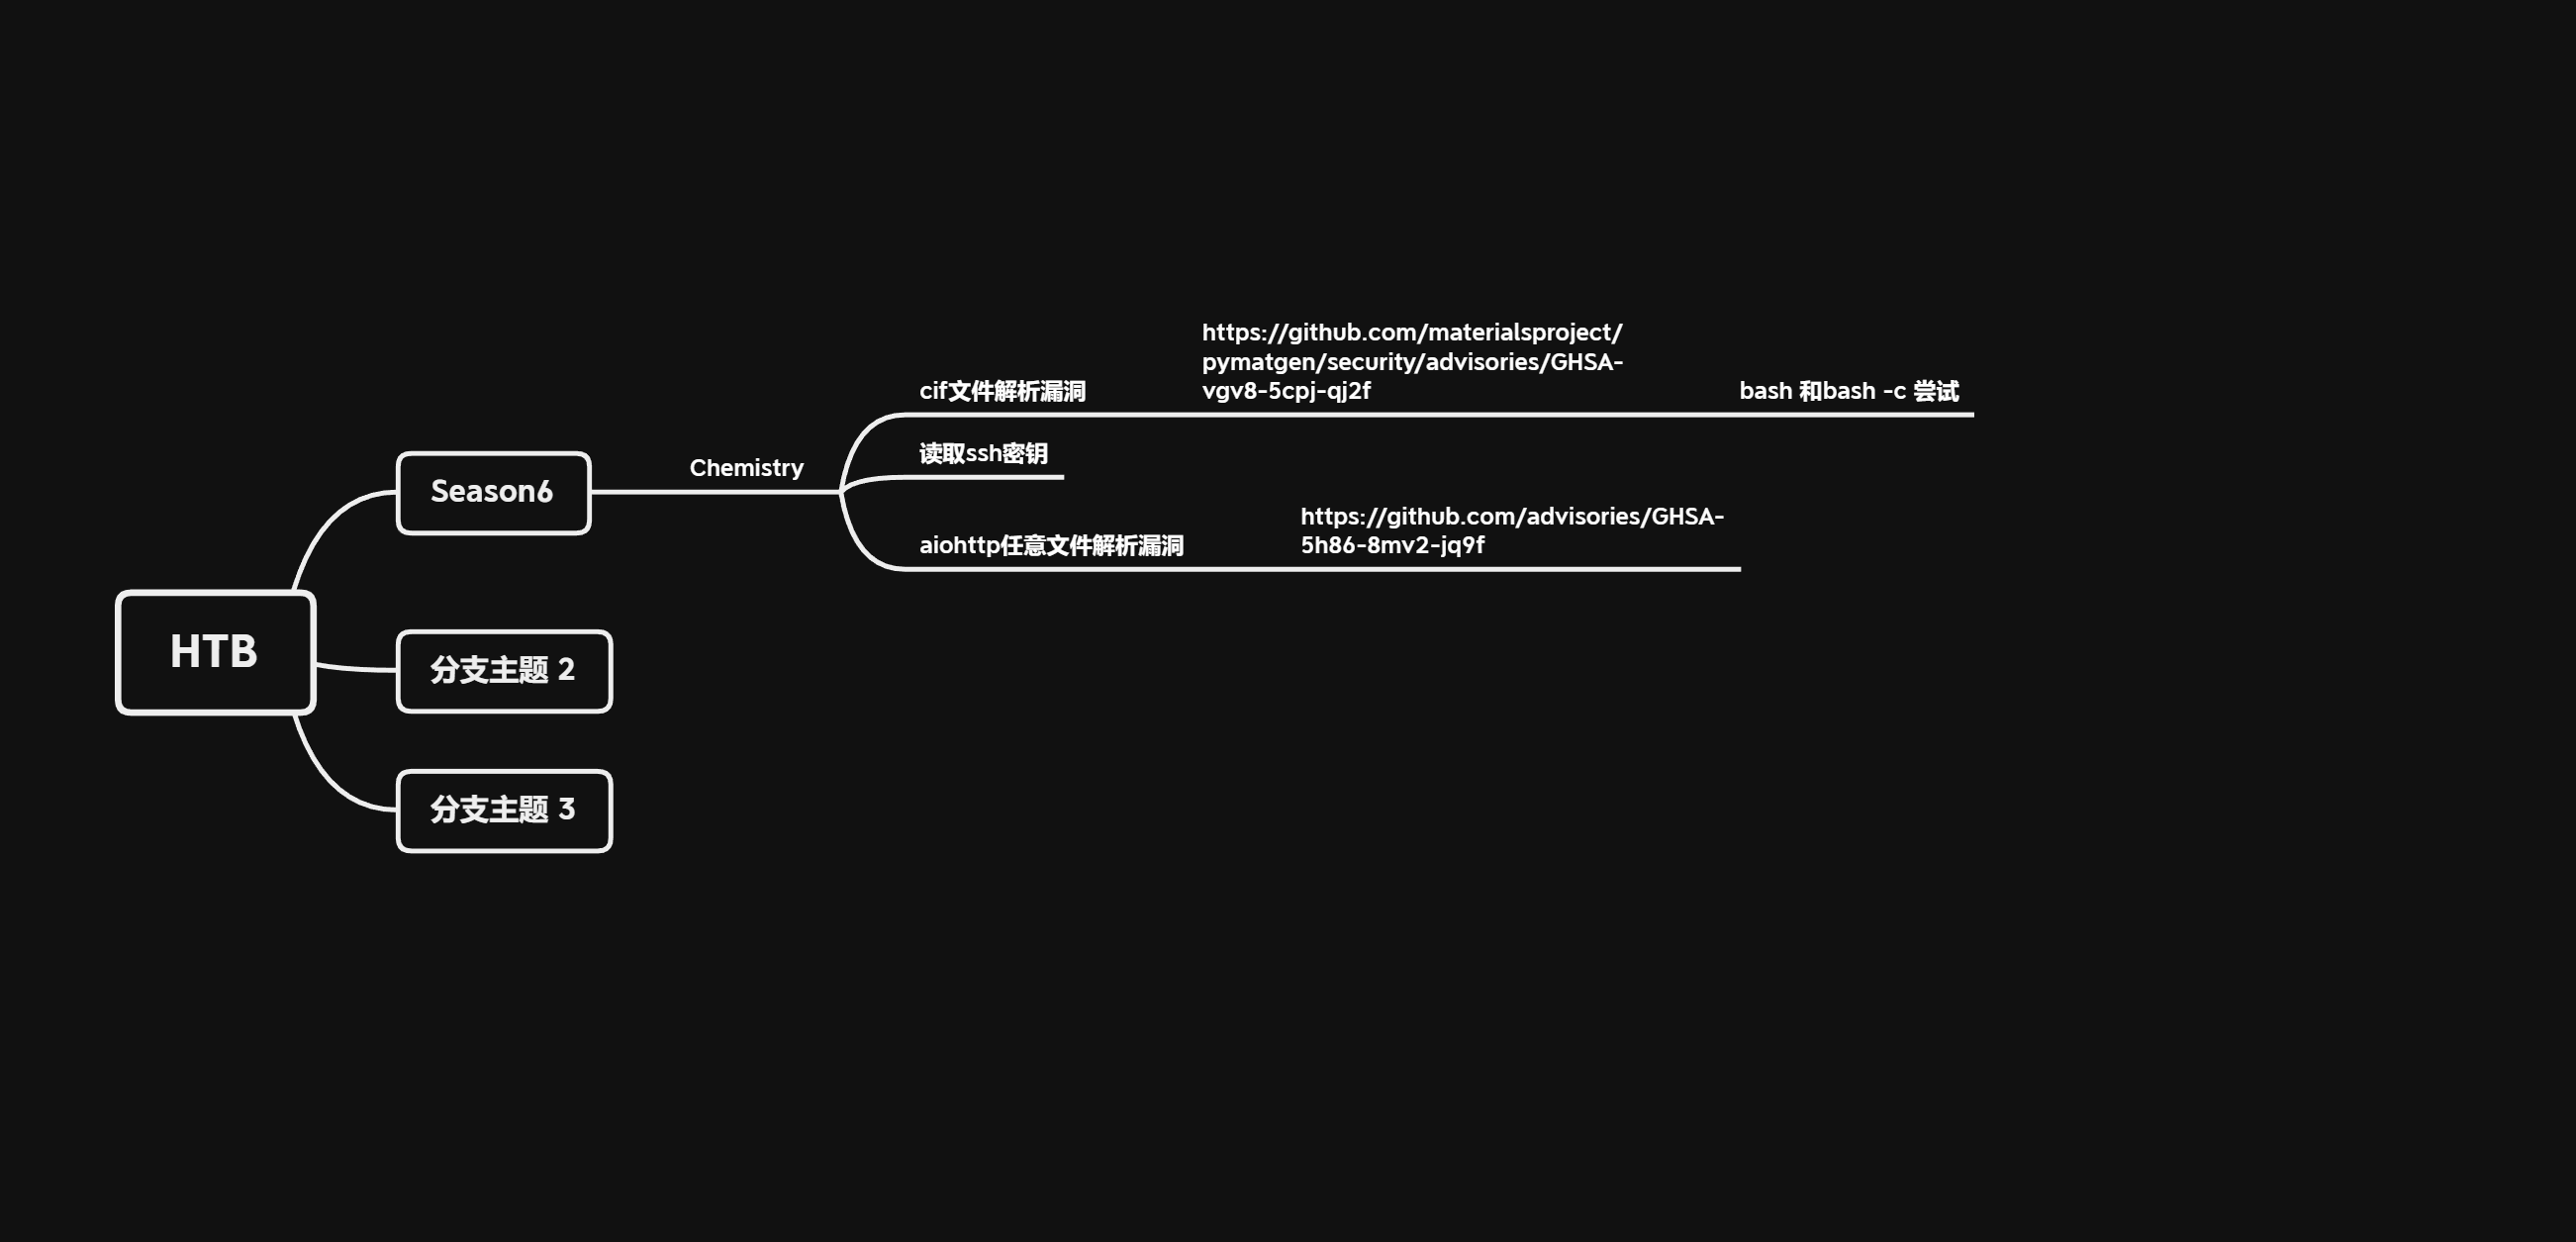 HTB
Season6
Chemistry
cif文件解析漏洞
https://github.com/materialsproject/
pymatgen/security/advisories/GHSA-
vgv8-5cpj-qj2f
bash 和bash -c 尝试
读取ssh密钥
aiohttp任意文件解析漏洞
https://github.com/advisories/GHSA-
5h86-8mv2-jq9f
分支主题 2
分支主题 3